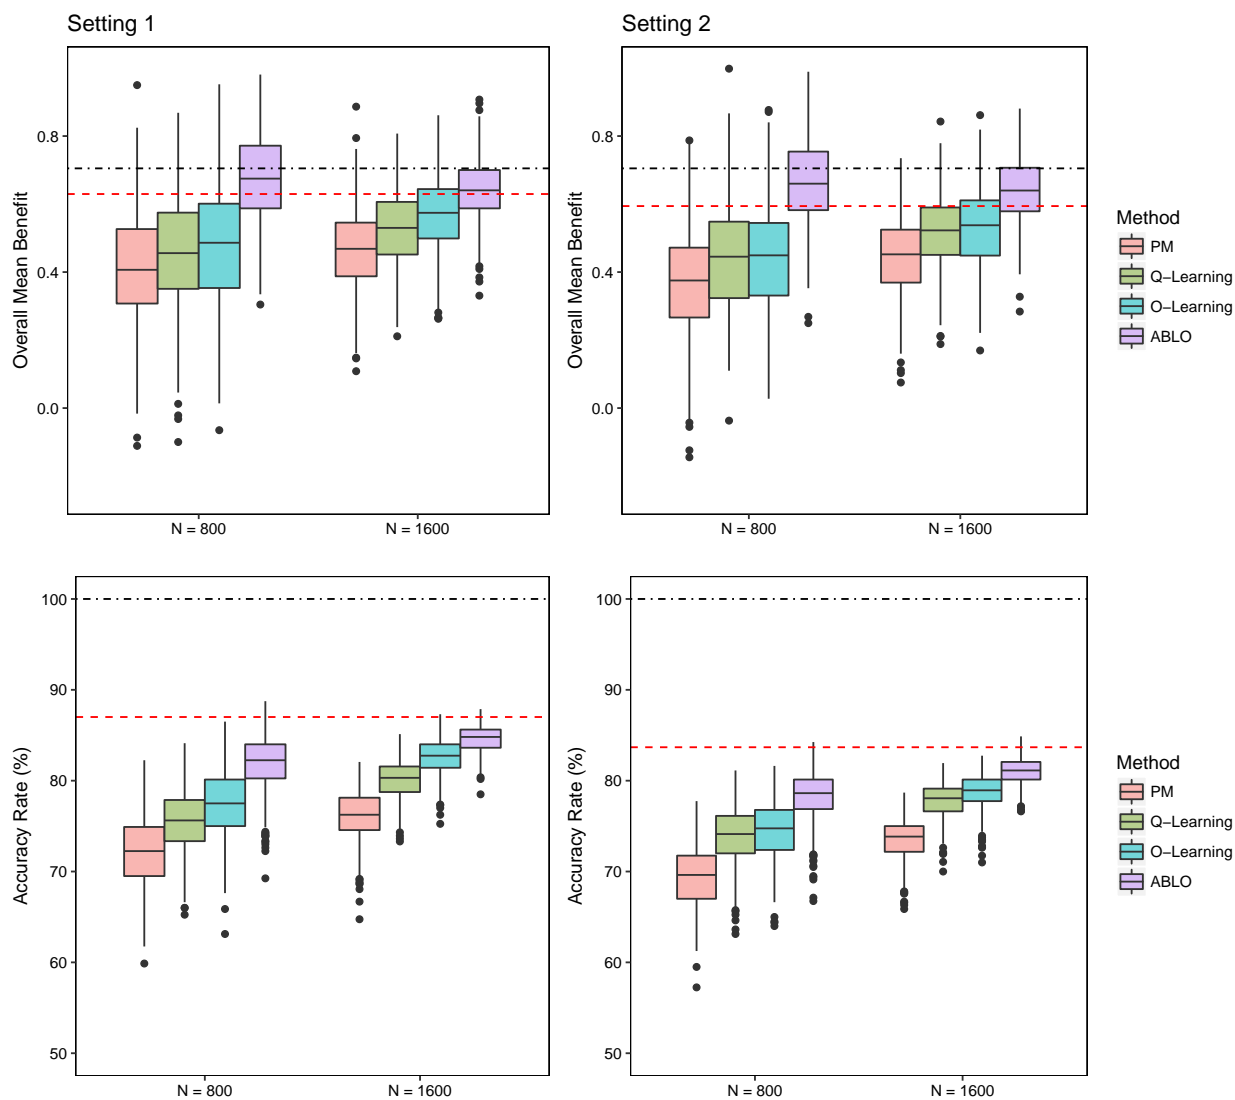 Setting 1
Setting 2
Overall Mean Benefit
0.8
0.4
0.0
N = 800
N = 1600
Overall Mean Benefit
0.8
0.4
0.0
N = 800
N = 1600
Method
PM
Q−Learning
O−Learning
ABLO
Accuracy Rate (%)
100
90
80
70
60
50
N = 800
N = 1600
Accuracy Rate (%)
100
90
80
70
60
50
N = 800
N = 1600
Method
PM
Q−Learning
O−Learning
ABLO